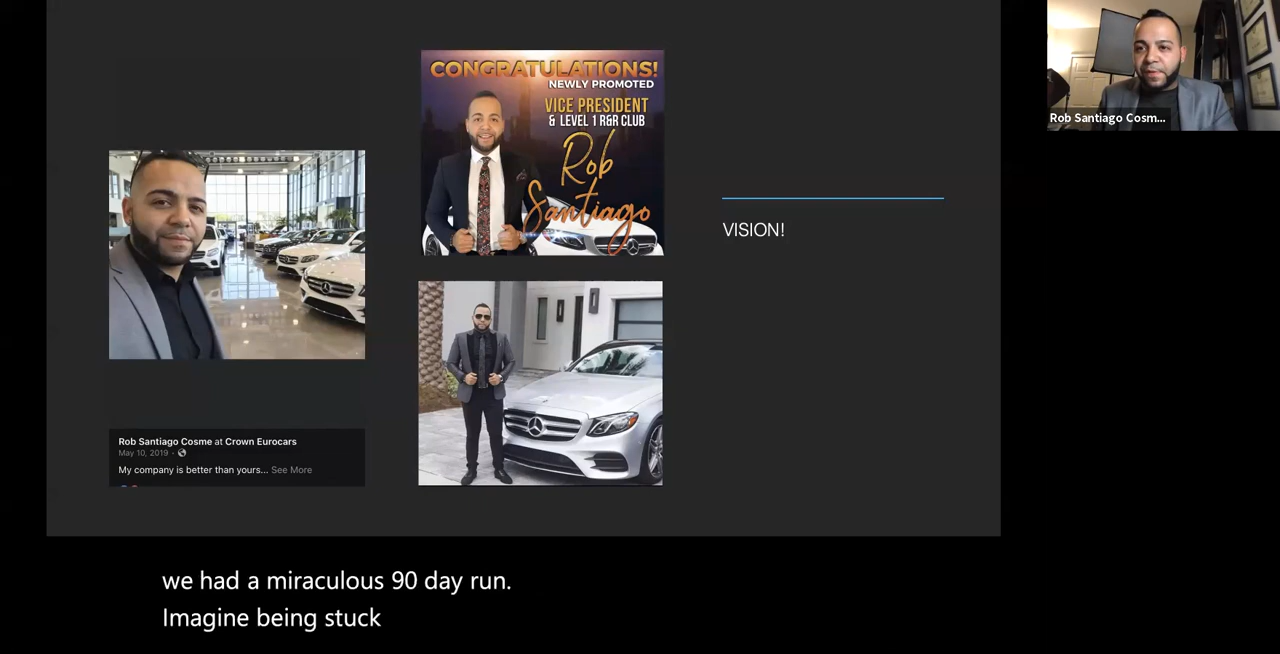 CONGRATULATIONS!
NEWLY PROMOTED
VICE PRESIDENT
& LEVEL 1 R&R CLUB
Rob
Santiago
Rob Santiago Cosm...
VISION!
Rob Santiago Cosme at Crown Eurocars
May 10, 2019 ·
My company is better than yours... See More
we had a miraculous 90 day run.
Imagine being stuck